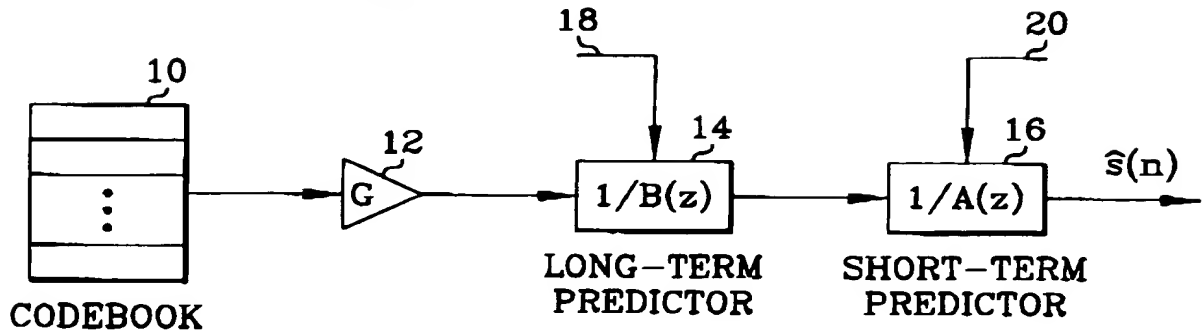 18
20
10
12
14
16
G
1/B(z)
1/A(z)
ŝ(n)
LONG-TERM
PREDICTOR
SHORT-TERM
PREDICTOR
CODEBOOK